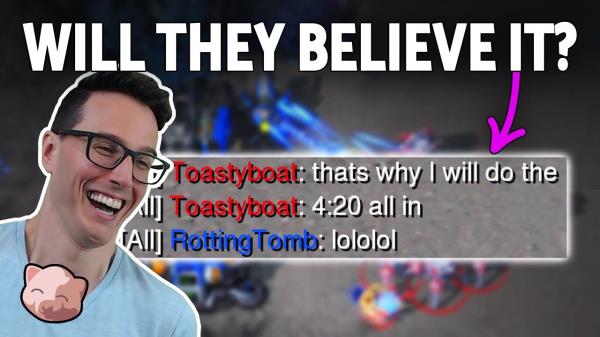 WILL THEY BELIEVE IT?
l] Toastyboat: thats why I will do the
All] Toastyboat: 4:20 all in
[All] RottingTomb: lololol